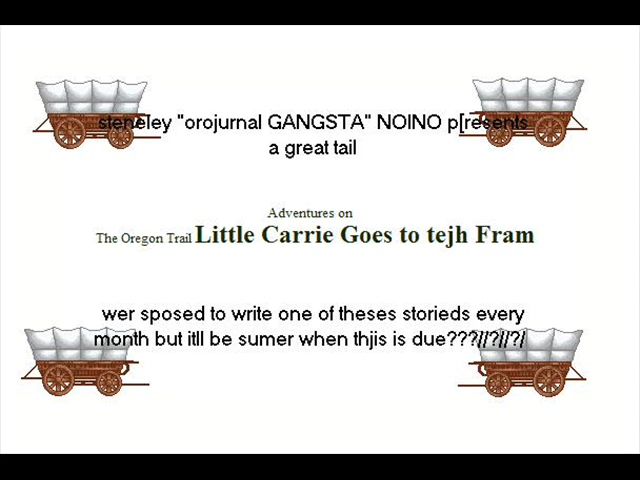 steneley "orojurnal GANGSTA" NOINO p[resents
a great tail
Adventures on
The Oregon Trail Little Carrie Goes to tejh Fram
wer sposed to write one of theses storieds every
month but itll be sumer when thjis is due???//?//?/